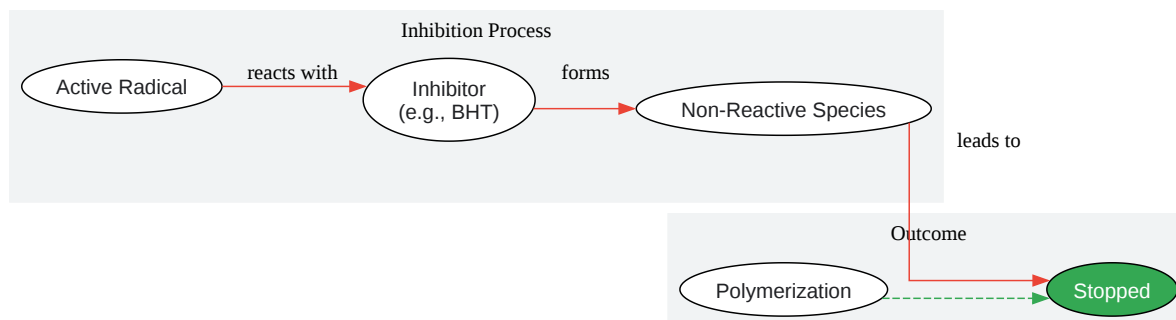 Inhibition Process
Active Radical
reacts with
Inhibitor
(e.g., BHT)
forms
Non-Reactive Species
leads to
Outcome
Polymerization
Stopped